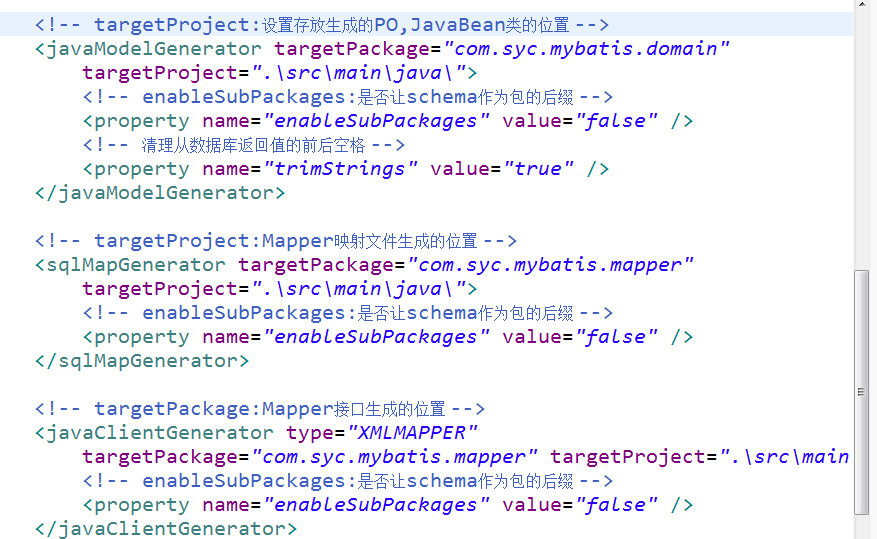 <!-- targetProject:设置存放生成的PO,JavaBean类的位置 -->
<javaModelGenerator targetPackage="com.syc.mybatis.domain"
targetProject=".\src\main\java\">
<!-- enableSubPackages:是否让schema作为包的后缀 -->
<property name="enableSubPackages" value="false" />
<!-- 清理从数据库返回值的前后空格 -->
<property name="trimStrings" value="true" />
</javaModelGenerator>
<!-- targetProject:Mapper映射文件生成的位置 -->
<sqlMapGenerator targetPackage="com.syc.mybatis.mapper"
targetProject=".\src\main\java\">
<!-- enableSubPackages:是否让schema作为包的后缀 -->
<property name="enableSubPackages" value="false" />
</sqlMapGenerator>
<!-- targetPackage:Mapper接口生成的位置 -->
<javaClientGenerator type="XMLMAPPER"
targetPackage="com.syc.mybatis.mapper" targetProject=".\src\main
<!-- enableSubPackages:是否让schema作为包的后缀 -->
<property name="enableSubPackages" value="false" />
</javaClientGenerator>